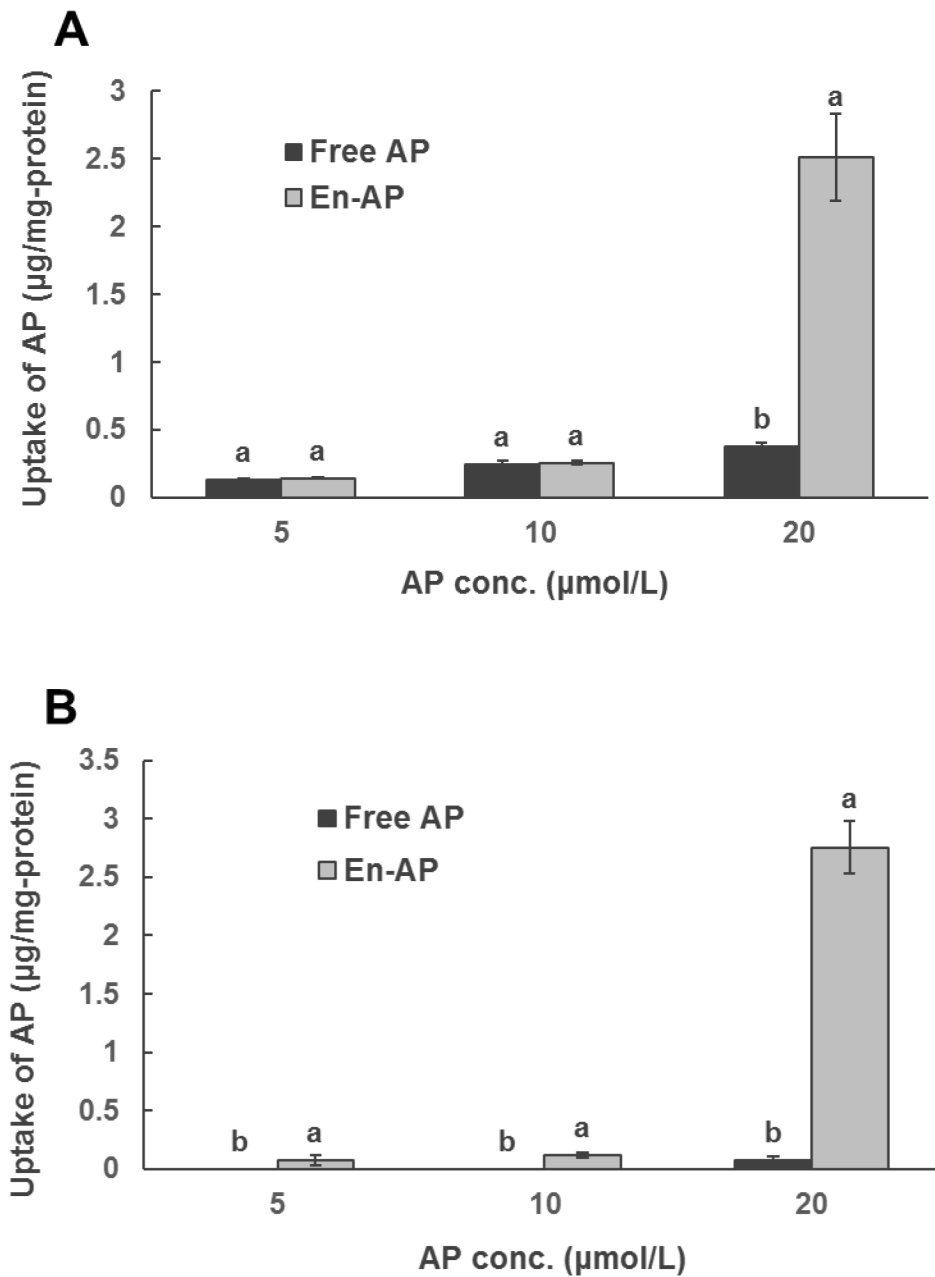 A
Uptake of AP (µg/mg-protein)
3
2.5
2
1.5
1
0.5
0
Free AP
En-AP
a a
a a
b a
5 10 20
AP conc. (µmol/L)
B
Uptake of AP (µg/mg-protein)
3.5
3
2.5
2
1.5
1
0.5
0
Free AP
En-AP
b a
b a
b a
5 10 20
AP conc. (µmol/L)